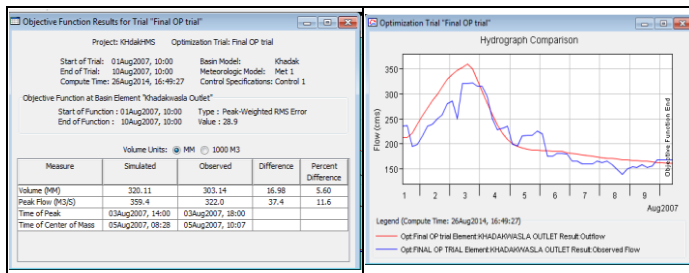 Objective Function Results for Trial "Final OP trial"
Project: KHdakHMS Optimization Trial: Final OP trial
Start of Trial: 01Aug2007, 10:00 Basin Model: Khadak
End of Trial: 10Aug2007, 10:00 Meteorologic Model: Met 1
Compute Time: 26Aug2014, 16:49:27 Control Specifications: Control 1
Objective Function at Basin Element "Khadakwasla Outlet"
Start of Function : 01Aug2007, 10:00 Type : Peak-Weighted RMS Error
End of Function : 10Aug2007, 10:00 Value : 28.9
Volume Units: MM 1000 M3
Measure Simulated Observed Difference Percent
Difference
Volume (MM) 320.11 303.14 16.98 5.60
Peak Flow (M3/S) 359.4 322.0 37.4 11.6
Time of Peak 03Aug2007, 14:00 03Aug2007, 18:00
Time of Center of Mass 05Aug2007, 08:28 05Aug2007, 10:07
Optimization Trial "Final OP trial"
Hydrograph Comparison
Flow (cms)
350
300
250
200
150
Objective Function End
1 2 3 4 5 6 7 8 9
Aug2007
Legend (Compute Time: 26Aug2014, 16:49:27)
Opt:Final OP trial Element:KHADAKWASLA OUTLET Result:Outflow
Opt:FINAL OP TRIAL Element:KHADAKWASLA OUTLET Result:Observed Flow